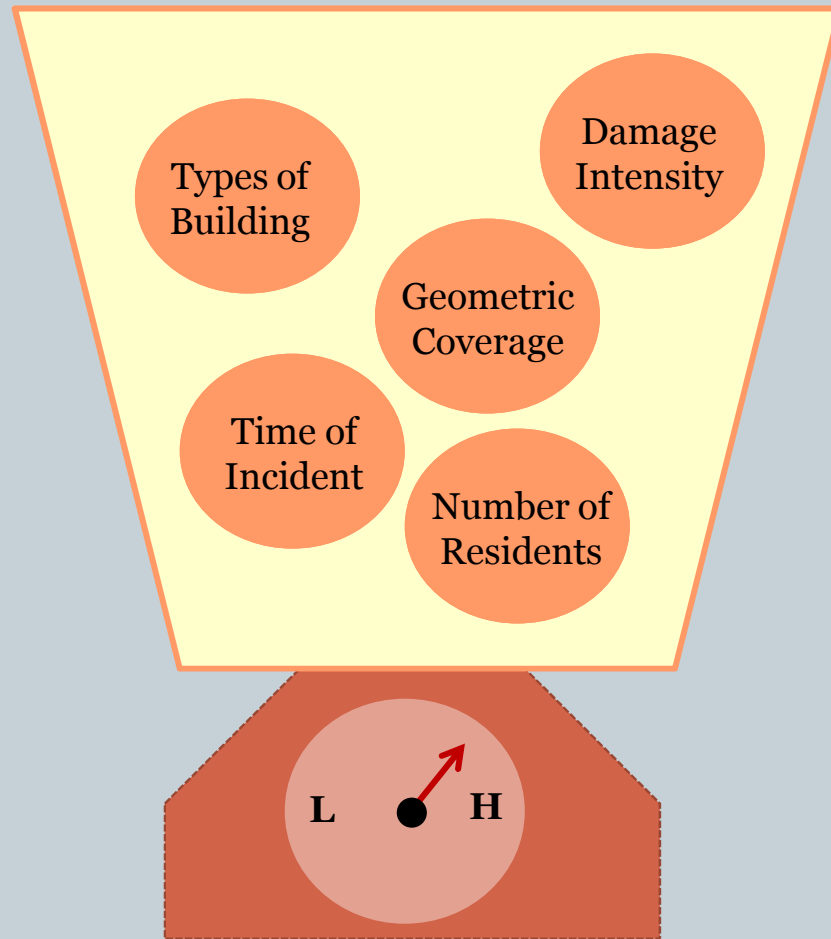 Damage
Intensity
Types of
Building
Geometric
Coverage
Time of
Incident
Number of
Residents
L
H